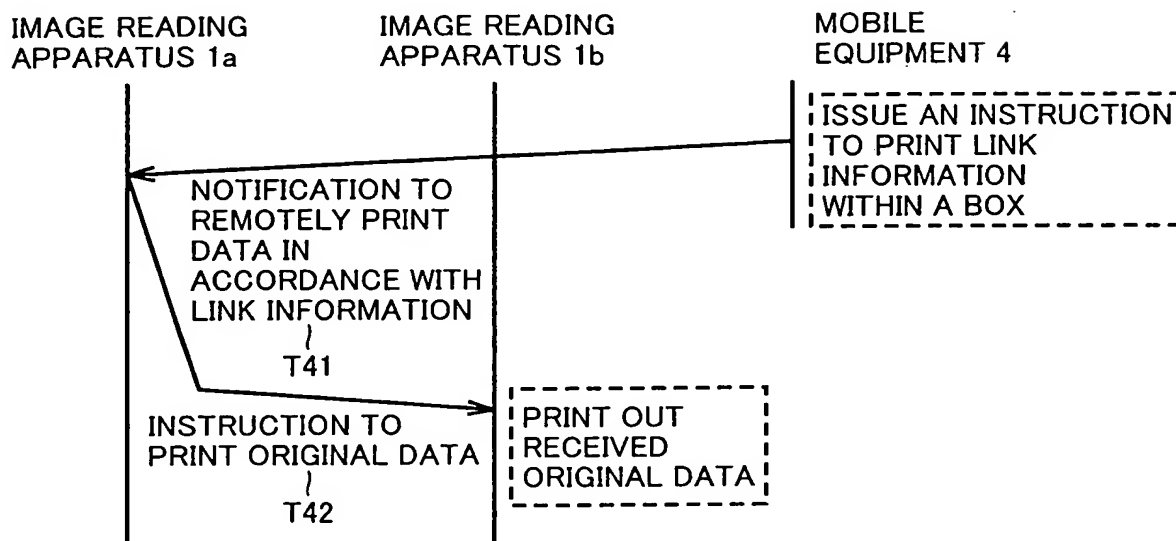 IMAGE READING
APPARATUS 1a
IMAGE READING
APPARATUS 1b
MOBILE
EQUIPMENT 4
ISSUE AN INSTRUCTION
TO PRINT LINK
INFORMATION
WITHIN A BOX
NOTIFICATION TO
REMOTELY PRINT
DATA IN
ACCORDANCE WITH
LINK INFORMATION
T41
INSTRUCTION TO
PRINT ORIGINAL DATA
T42
PRINT OUT
RECEIVED
ORIGINAL DATA